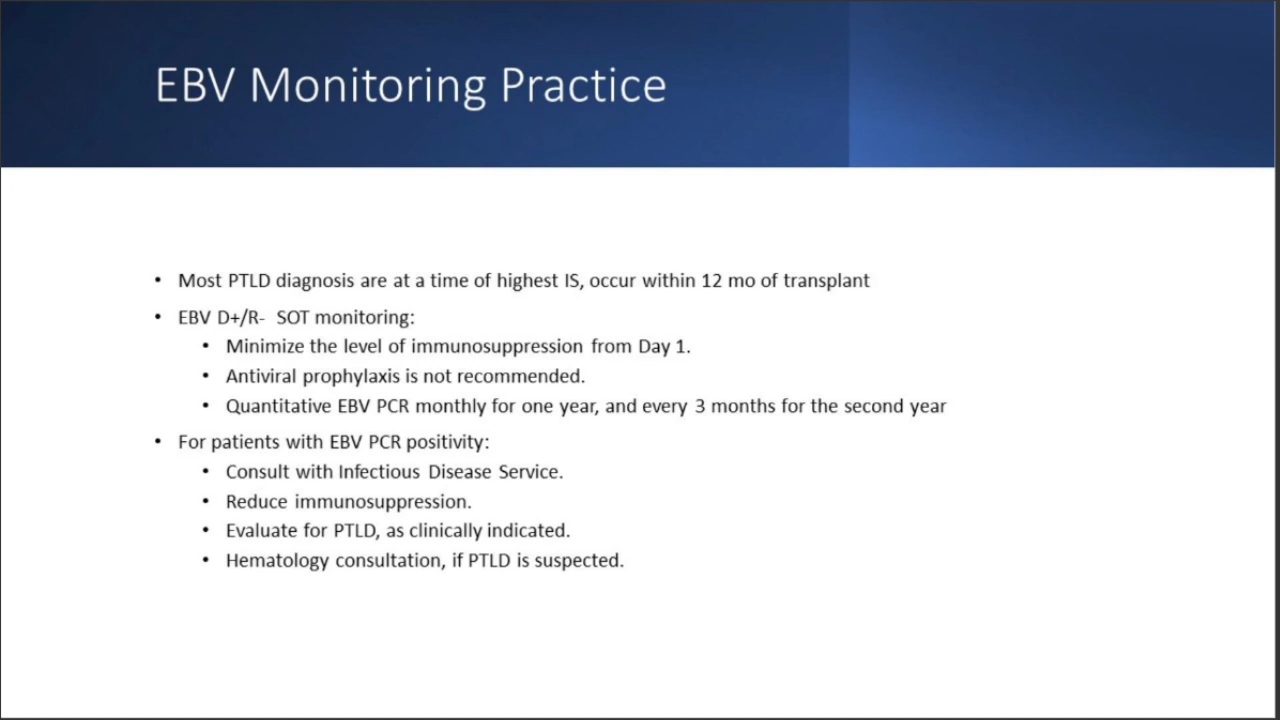 EBV Monitoring Practice
• Most PTLD diagnosis are at a time of highest IS, occur within 12 mo of transplant
• EBV D+/R- SOT monitoring:
• Minimize the level of immunosuppression from Day 1.
• Antiviral prophylaxis is not recommended.
• Quantitative EBV PCR monthly for one year, and every 3 months for the second year
• For patients with EBV PCR positivity:
• Consult with Infectious Disease Service.
• Reduce immunosuppression.
• Evaluate for PTLD, as clinically indicated.
• Hematology consultation, if PTLD is suspected.